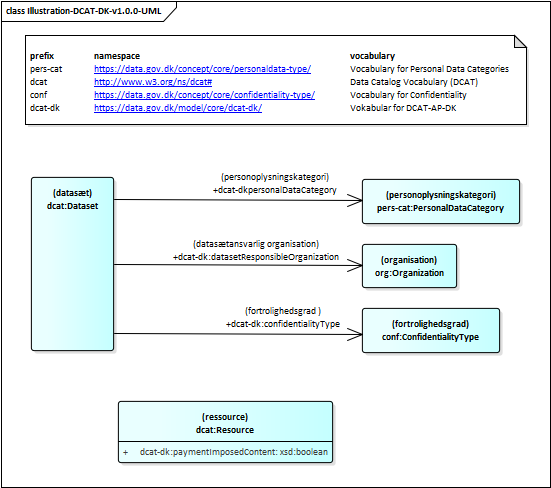 class Illustration-DCAT-DK-v1.0.0-UML
prefix namespace vocabulary
pers-cat https://data.gov.dk/concept/core/personaldata-type/ Vocabulary for Personal Data Categories
dcat http://www.w3.org/ns/dcat# Data Catalog Vocabulary (DCAT)
conf https://data.gov.dk/concept/core/confidentiality-type/ Vocabulary for Confidentiality
dcat-dk https://data.gov.dk/model/core/dcat-dk/ Vokabular for DCAT-AP-DK
(datasæt)
dcat:Dataset
(personoplysningskategori)
+dcat-dkpersonalDataCategory
(personoplysningskategori)
pers-cat:PersonalDataCategory
(datasætansvarlig organisation)
+dcat-dk:datasetResponsibleOrganization
(organisation)
org:Organization
(fortrolighedsgrad )
+dcat-dk:confidentialityType
(fortrolighedsgrad)
conf:ConfidentialityType
(ressource)
dcat:Resource
+ dcat-dk:paymentImposedContent: xsd:boolean